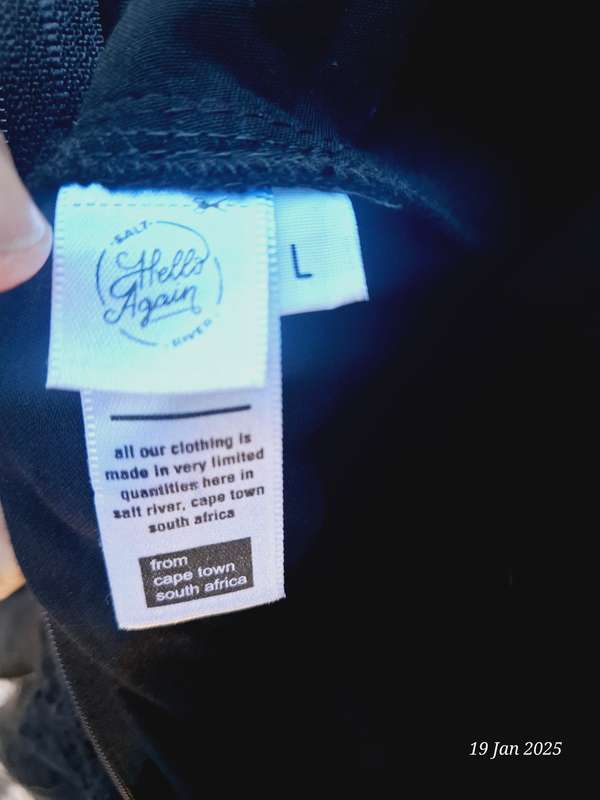 SALT
Hello
Again
RIVER
L
all our clothing is
made in very limited
quantities here in
salt river, cape town
south africa
from
cape town
south africa
19 Jan 2025